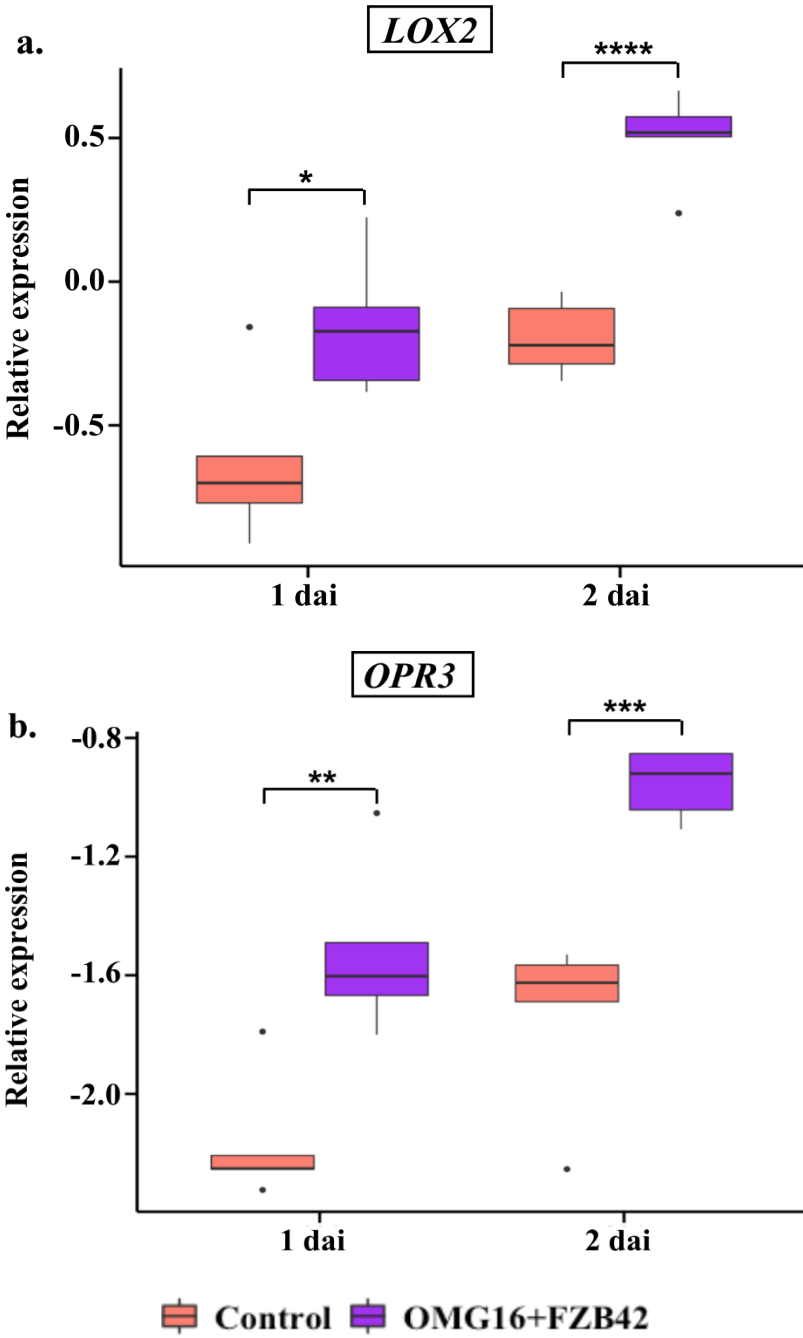 LOX2
a.
****
0.5
*
0.0
Relative expression
-0.5
1 dai 2 dai
OPR3
b.
***
-0.8
**
-1.2
Relative expression
-1.6
-2.0
1 dai 2 dai
Control OMG16+FZB42